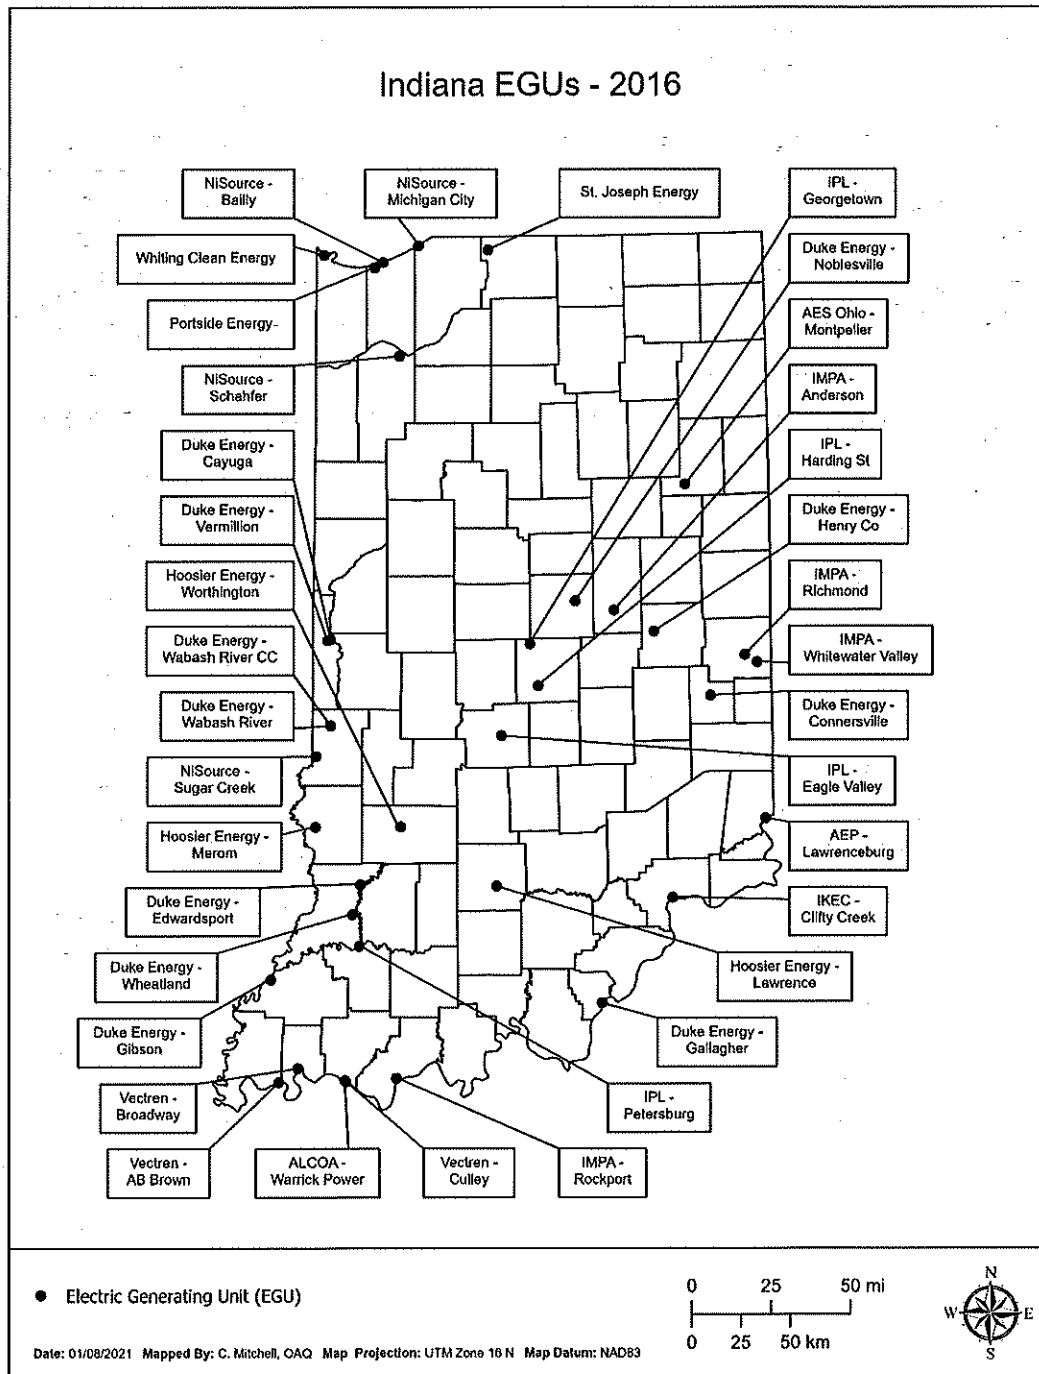 Indiana EGUs - 2016
NiSource -
Bailly
NiSource -
Michigan City
St. Joseph Energy
IPL -
Georgetown
Whiting Clean Energy
Duke Energy -
Noblesville
Portside Energy-
AES Ohio -
Montpelier
NiSource -
Schahfer
IMPA -
Anderson
Duke Energy -
Cayuga
IPL -
Harding St
Duke Energy -
Vermillion
Duke Energy -
Henry Co
Hoosier Energy -
Worthington
IMPA -
Richmond
Duke Energy -
Wabash River CC
IMPA -
Whitewater Valley
Duke Energy -
Wabash River
Duke Energy -
Connersville
NiSource -
Sugar Creek
IPL -
Eagle Valley
Hoosier Energy -
Merom
AEP -
Lawrenceburg
Duke Energy -
Edwardsport
IKEC -
Clifty Creek
Duke Energy -
Wheatland
Hoosier Energy -
Lawrence
Duke Energy -
Gibson
Duke Energy -
Gallagher
Vectren -
Broadway
IPL -
Petersburg
Vectren -
AB Brown
ALCOA -
Warrick Power
Vectren -
Culley
IMPA -
Rockport
Electric Generating Unit (EGU)
0 25 50 mi
0 25 50 km
N
W E
S
Date: 01/08/2021 Mapped By: C. Mitchell, OAQ Map Projection: UTM Zone 16 N Map Datum: NAD83